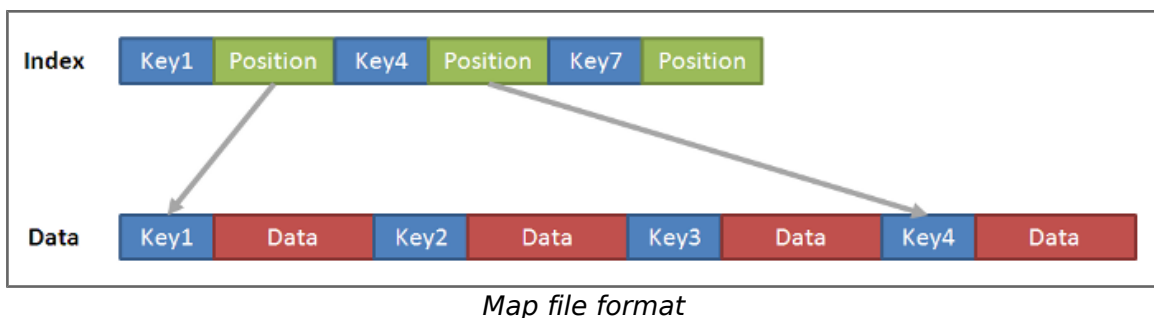 Index Key1 Position Key4 Position Key7 Position
Data Key1 Data Key2 Data Key3 Data Key4 Data
Map file format